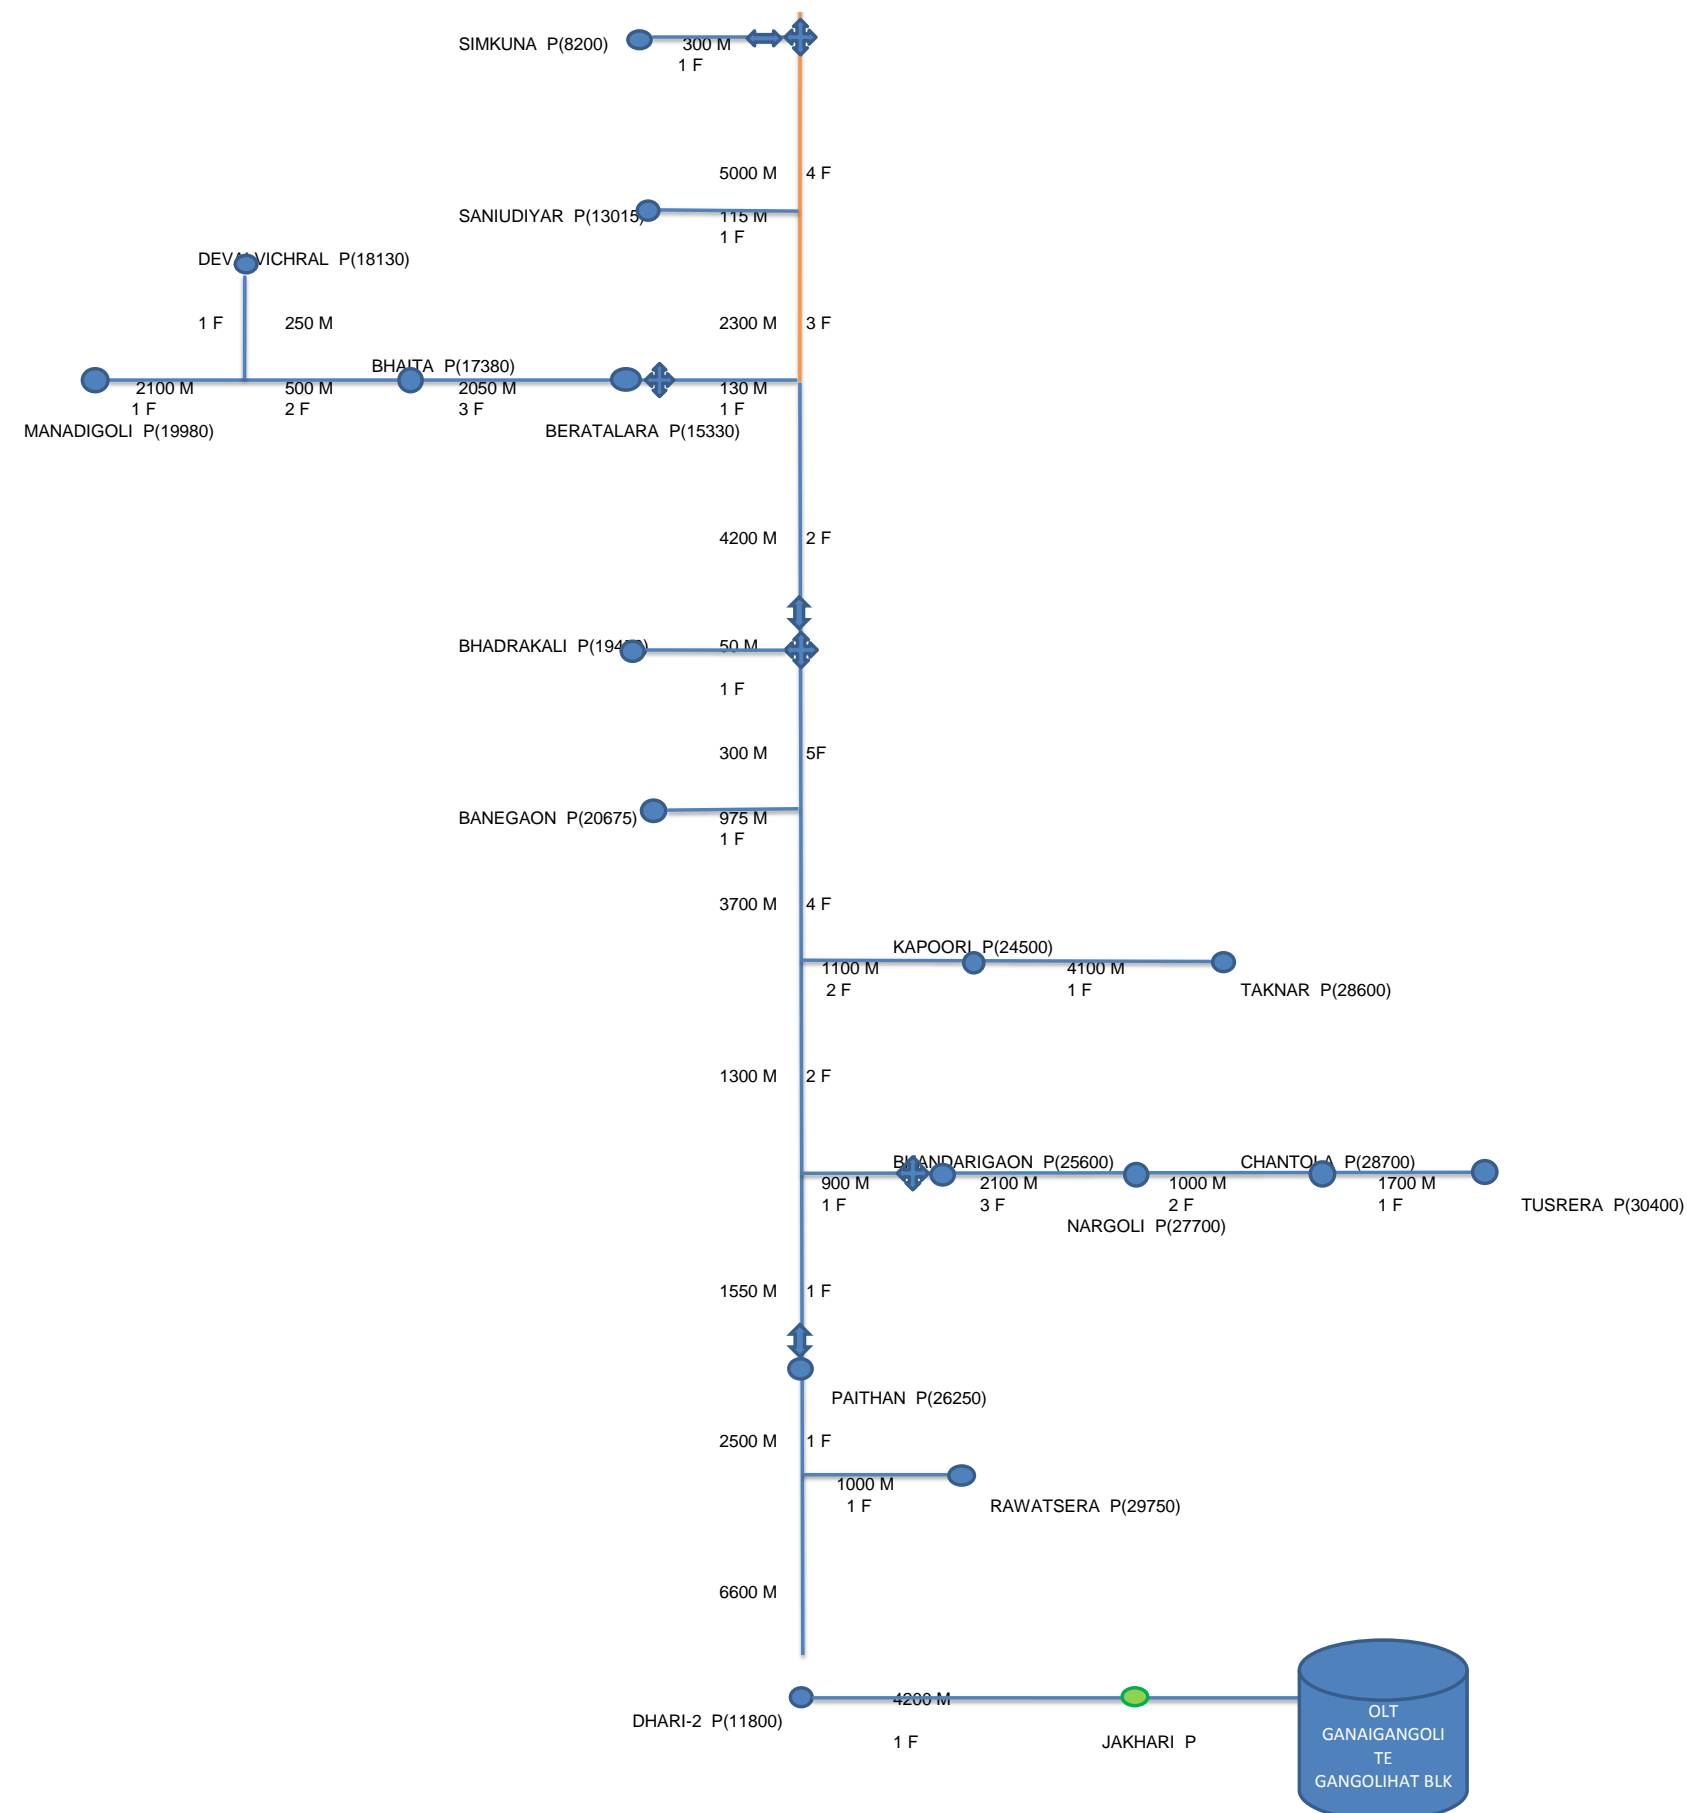 SIMKUNA P(8200)
300 M
1 F
5000 M 4 F
SANIUDIYAR P(13015)
115 M
1 F
P(18130)
1 F 250 M
2300 M 3 F
BHAITA P(17380)
2100 M 500 M 2050 M 130 M
1 F 2 F 3 F 1 F
MANADIGOLI P(19980) BERATALARA P(15330)
4200 M 2 F
BHADRAKALI
50 M
1 F
300 M 5F
BANEGAON P(20675)
975 M
1 F
3700 M 4 F
KAPOORI P(24500)
1100 M 4100 M
2 F 1 F TAKNAR P(28600)
1300 M 2 F
BHANDARIGAON P(25600) CHANTOLA P(28700)
900 M 2100 M 1000 M 1700 M
1 F 3 F 2 F 1 F TUSRERA P(30400)
NARGOLI P(27700)
1550 M 1 F
PAITHAN P(26250)
2500 M 1 F
1000 M
1 F RAWATSERA P(29750)
6600 M
4200 M
DHARI-2 P(11800)
1 F JAKHARI P
OLT
GANAIGANGOLI
TE
GANGOLIHAT BLK